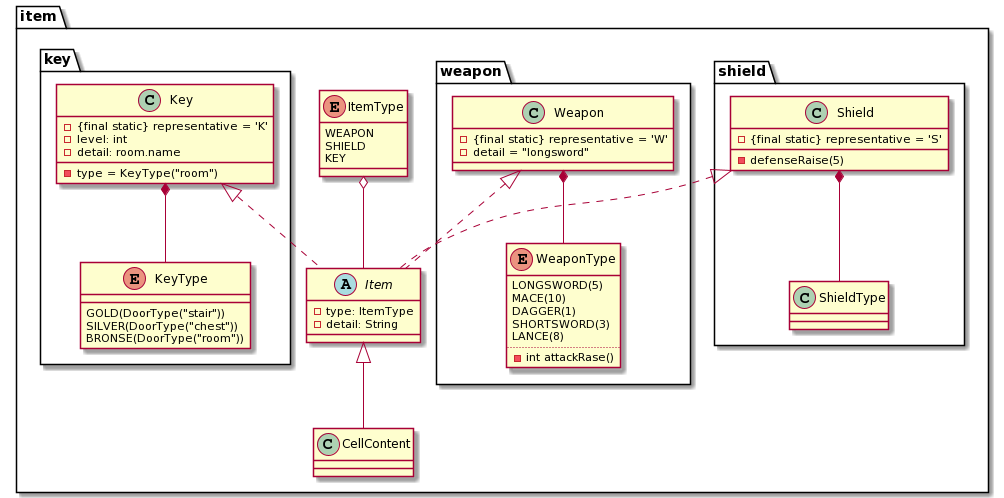 item
key
C Key
{final static} representative = 'K'
level: int
detail: room.name
type = KeyType("room")
E ItemType
WEAPON
SHIELD
KEY
weapon
C Weapon
{final static} representative = 'W'
detail = "longsword"
shield
C Shield
{final static} representative = 'S'
defenseRaise(5)
E KeyType
GOLD(DoorType("stair"))
SILVER(DoorType("chest"))
BRONSE(DoorType("room"))
A Item
type: ItemType
detail: String
E WeaponType
LONGSWORD(5)
MACE(10)
DAGGER(1)
SHORTSWORD(3)
LANCE(8)
int attackRase()
C ShieldType
C CellContent